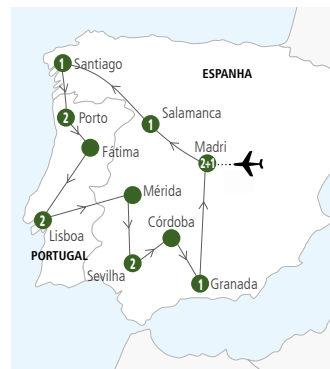 1 Santiago
ESPANHA
Salamanca
1
2 Porto
Madri
2+1
Fátima
Mérida
2
Lisboa
Córdoba
PORTUGAL
2
Sevilha
1 Granada